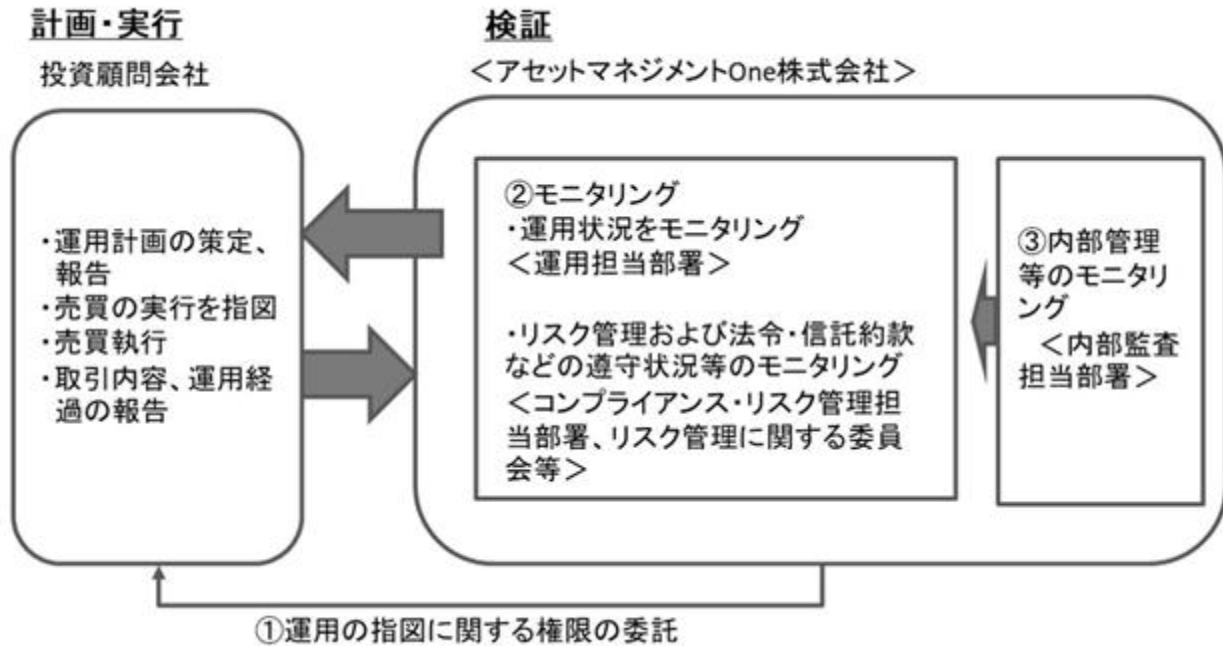 計画・実行
投資顧問会社
・運用計画の策定、
報告
・売買の実行を指図
・売買執行
・取引内容、運用経
過の報告
検証
＜アセットマネジメントOne株式会社＞
②モニタリング
・運用状況をモニタリング
＜運用担当部署＞
・リスク管理および法令・信託約款
などの遵守状況等のモニタリング
＜コンプライアンス・リスク管理担
当部署、リスク管理に関する委員
会等＞
③内部管理
等のモニタリ
ング
＜内部監査
担当部署＞
①運用の指図に関する権限の委託